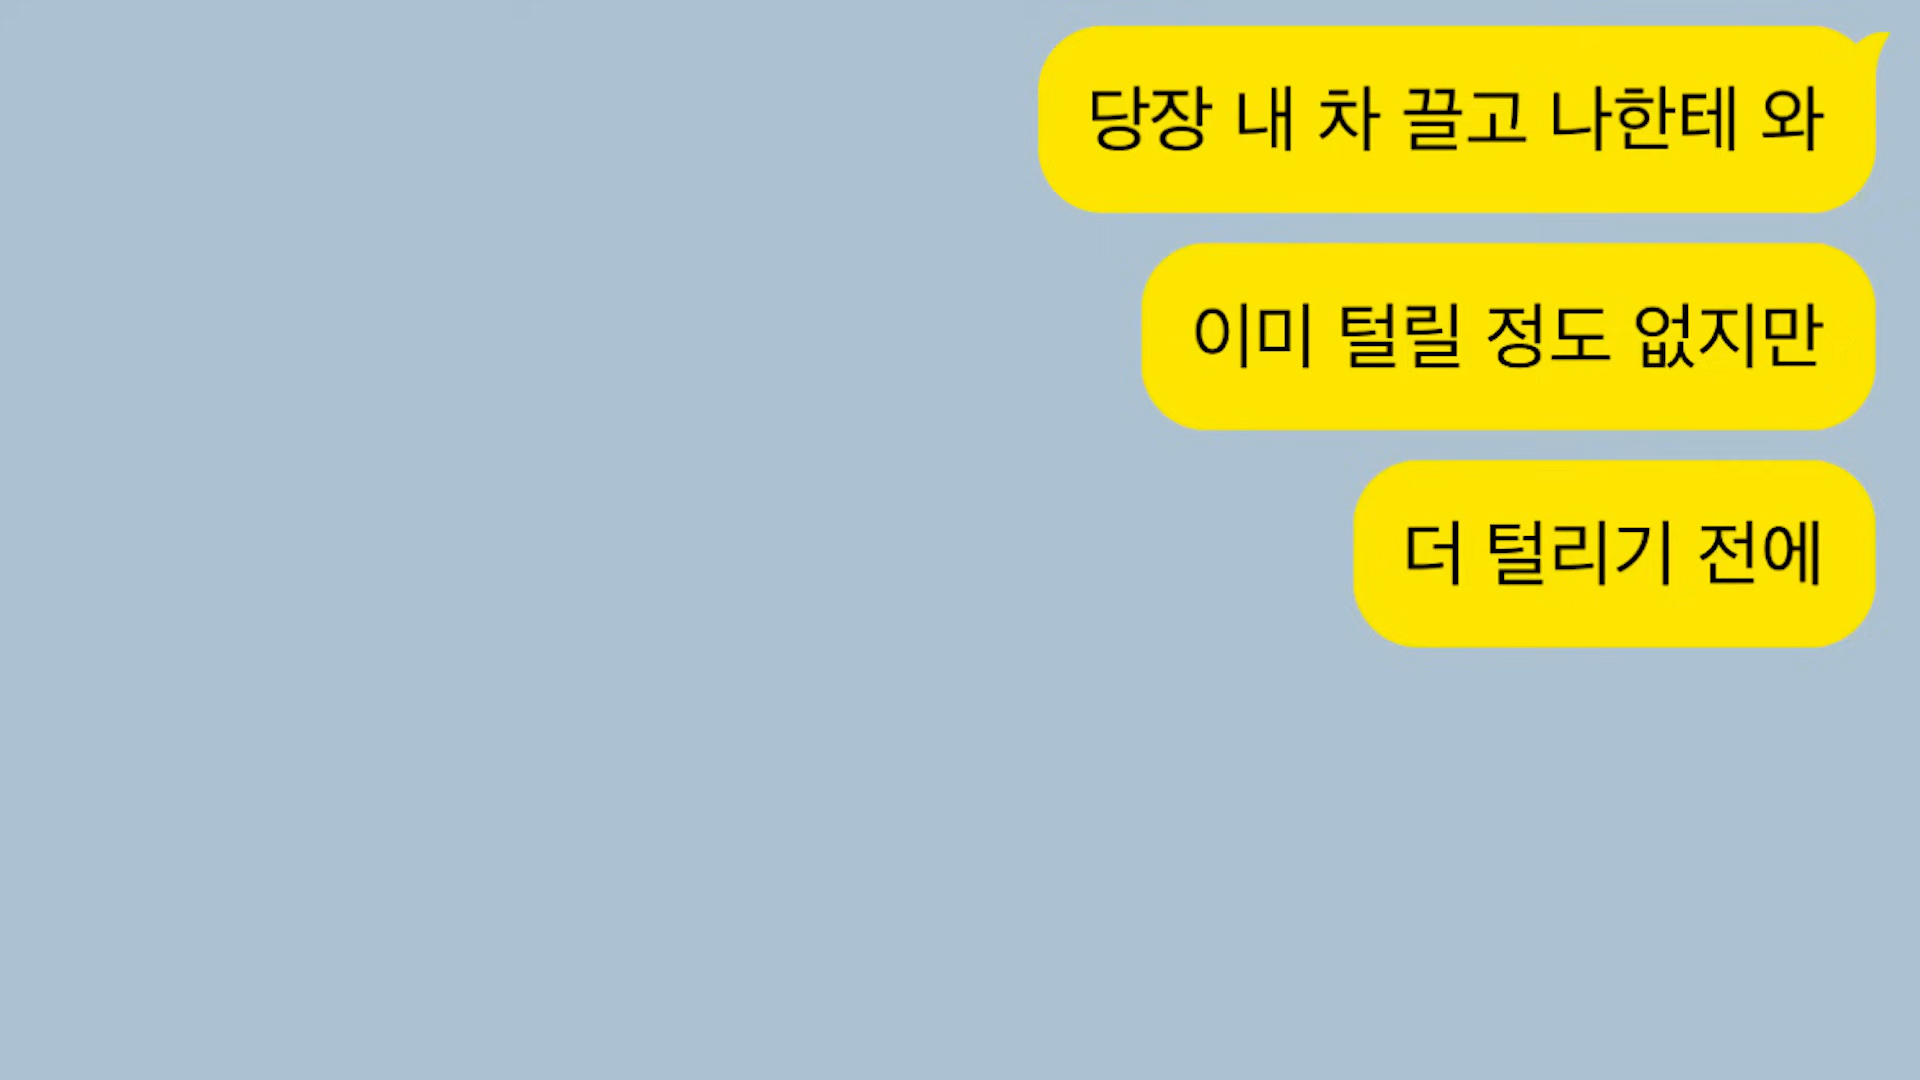 당장 내 차 끌고 나한테 와
이미 털릴 정도 없지만
더 털리기 전에